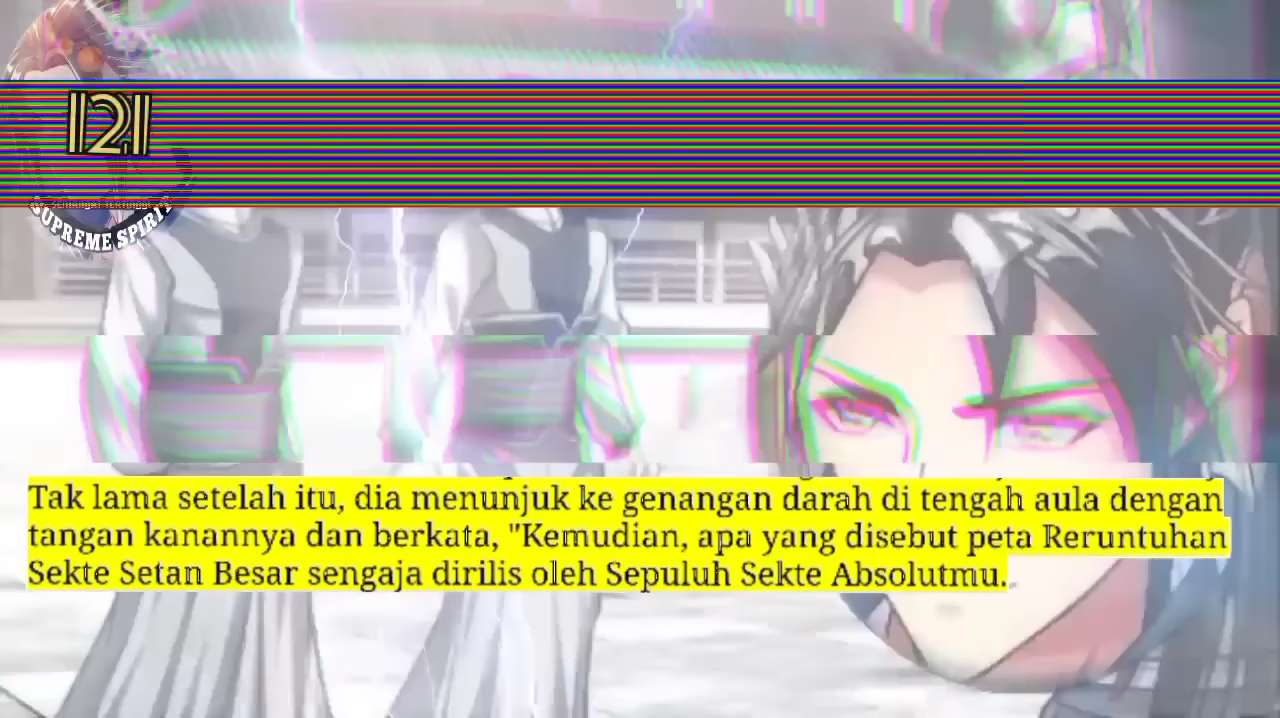 121
SUPREME SPIRIT
Tak lama setelah itu, dia menunjuk ke genangan darah di tengah aula dengan
tangan kanannya dan berkata, "Kemudian, apa yang disebut peta Reruntuhan
Sekte Setan Besar sengaja dirilis oleh Sepuluh Sekte Absolutmu.